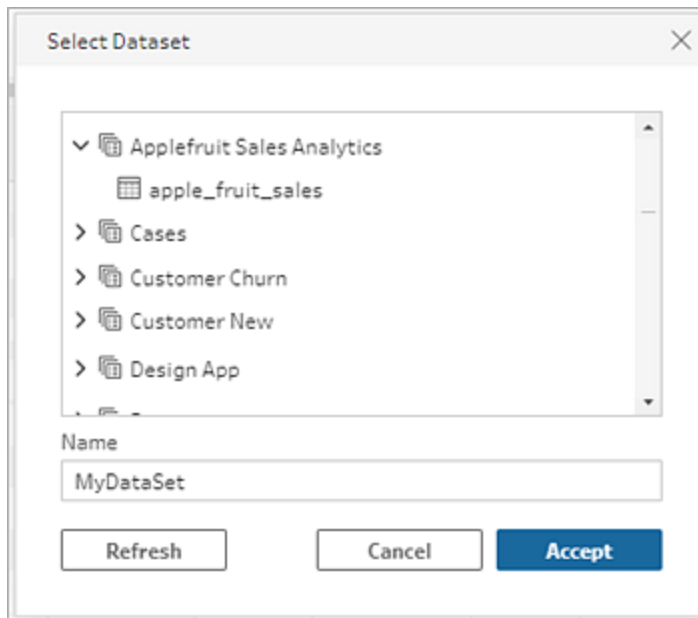 Select Dataset
Applefruit Sales Analytics
apple_fruit_sales
Cases
Customer Churn
Customer New
Design App
Name
MyDataSet
Refresh Cancel Accept